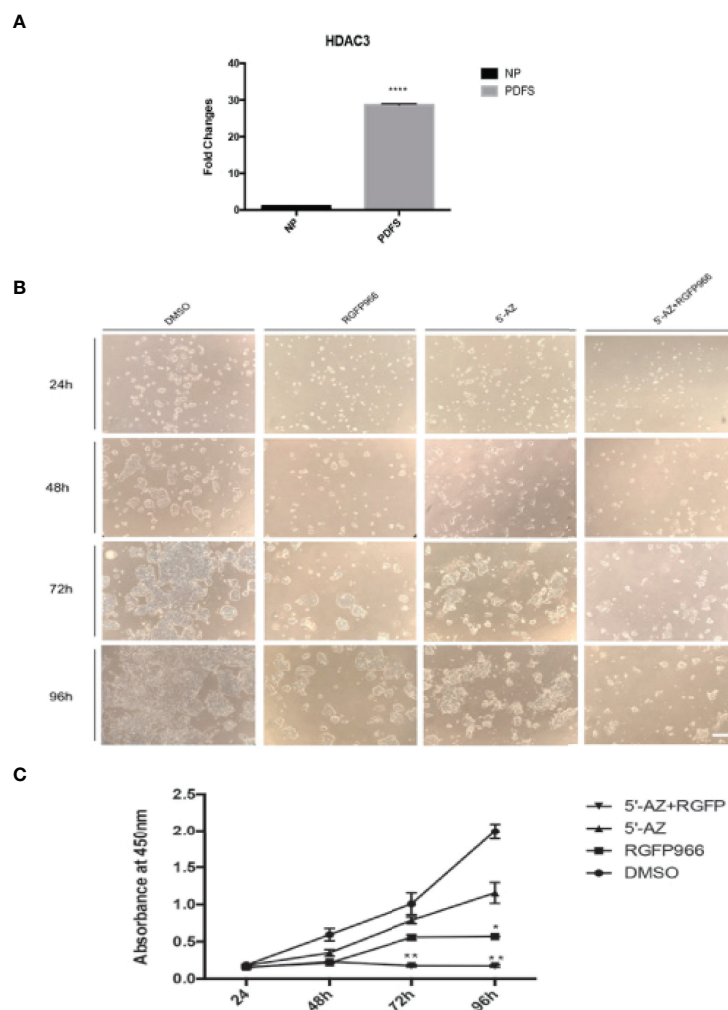 A
HDAC3
Fold Changes
40
30
20
10
0
****
NP
PDFS
NP
PDFS
B
DMSO
RGFP966
5'-AZ
5'-AZ+RGFP966
24h
48h
72h
96h
C
Absorbance at 450nm
2.5
2.0
1.5
1.0
0.5
0.0
**
*
**
24
48h
72h
96h
5'-AZ+RGFP
5'-AZ
RGFP966
DMSO